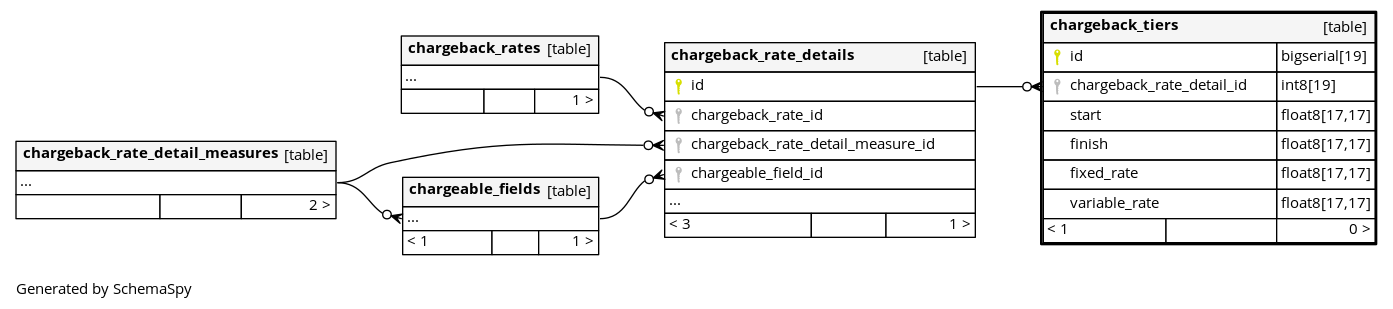 chargeback_rates [table]
...
1 >
chargeback_rate_detail_measures [table]
...
2 >
chargeable_fields [table]
...
< 1 1 >
chargeback_rate_details [table]
id
chargeback_rate_id
chargeback_rate_detail_measure_id
chargeable_field_id
...
< 3 1 >
chargeback_tiers [table]
id bigserial[19]
chargeback_rate_detail_id int8[19]
start float8[17,17]
finish float8[17,17]
fixed_rate float8[17,17]
variable_rate float8[17,17]
< 1 0 >
Generated by SchemaSpy